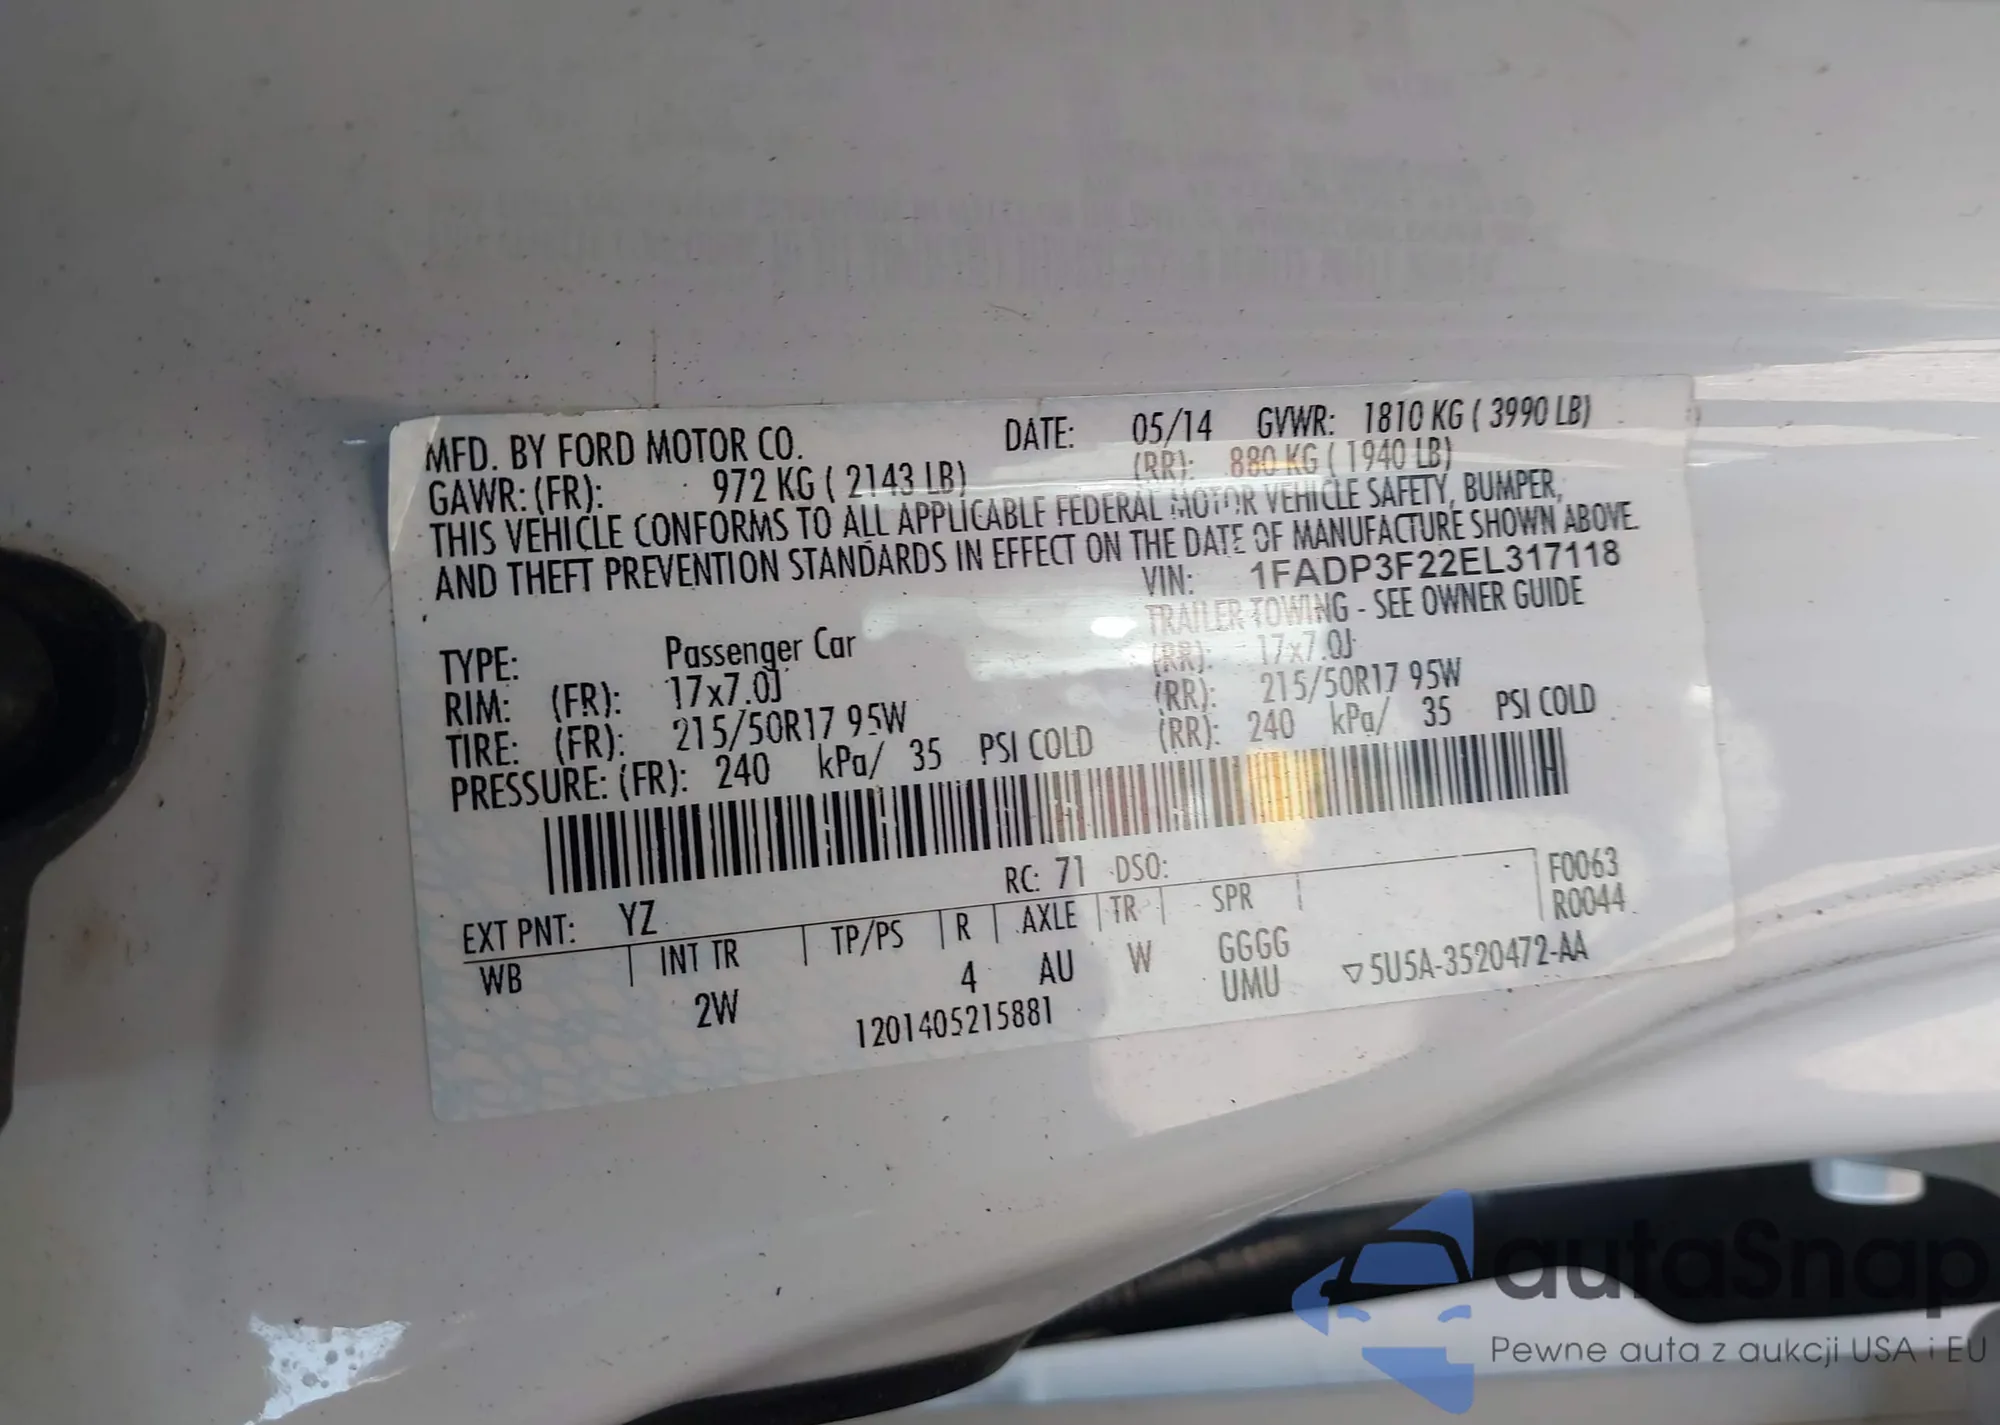 MFD. BY FORD MOTOR CO. DATE: 05/14 GVWR: 1810 KG ( 3990 LB)
GAWR: (FR): 972 KG ( 2143 LB) (RR): 880 KG ( 1940 LB)
THIS VEHICLE CONFORMS TO ALL APPLICABLE FEDERAL MOTOR VEHICLE SAFETY, BUMPER,
AND THEFT PREVENTION STANDARDS IN EFFECT ON THE DATE OF MANUFACTURE SHOWN ABOVE.
VIN: 1FADP3F22EL317118
TYPE: Passenger Car TRAILER TOWING - SEE OWNER GUIDE
RIM: (FR): 17x7.0J (RR): 17x7.0J
TIRE: (FR): 215/50R17 95W (RR): 215/50R17 95W
PRESSURE: (FR): 240 kPa/ 35 PSI COLD (RR): 240 kPa/ 35 PSI COLD
EXT PNT: YZ RC: 71 DSO: F0063
WB INT TR TP/PS R AXLE TR SPR R0044
2W 4 AU W GGGG
UMU ▽5U5A-3520472-AA
1201405215881
autaSnap
Pewne auta z aukcji USA i EU